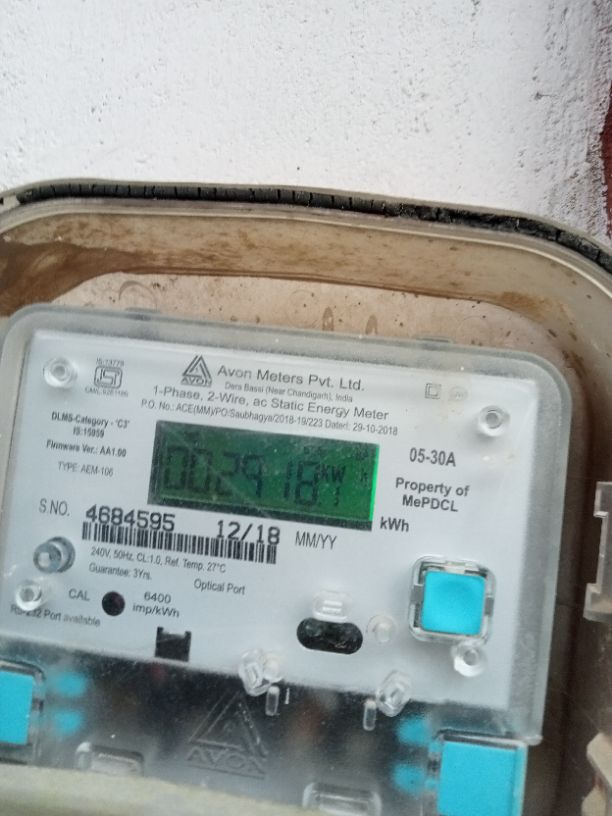 IS:13779
AVON
Avon Meters Pvt. Ltd.
Dera Bassi (Near Chandigarh), India
1-Phase, 2-Wire, ac Static Energy Meter
P.O. No.: ACE(MM)/PO/Saubhagya/2018-19/223 Dated: 29-10-2018
DLMS-Category - 'C3'
IS:15959
Firmware Ver.: AA1.00
TYPE: AEM-106
002918
kW
05-30A
Property of
MePDCL
kWh
S.NO. 4684595 12/18 MM/YY
240V, 50Hz, CL:1.0, Ref. Temp. 27°C
Guarantee: 3Yrs.
Optical Port
CAL
6400
imp/kWh
RS-232 Port available
AVON